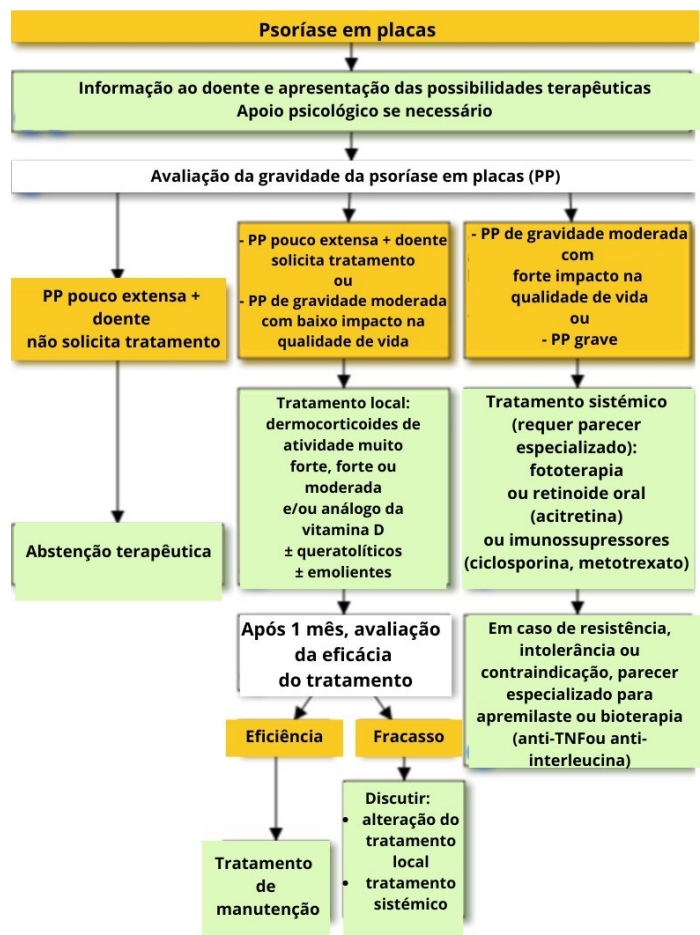 Psoríase em placas
Informação ao doente e apresentação das possibilidades terapêuticas
Apoio psicológico se necessário
Avaliação da gravidade da psoríase em placas (PP)
PP pouco extensa +
doente
não solicita tratamento
Abstenção terapêutica
- PP pouco extensa + doente
solicita tratamento
ou
- PP de gravidade moderada
com baixo impacto na
qualidade de vida
Tratamento local:
dermocorticoides de
atividade muito
forte, forte ou
moderada
e/ou análogo da
vitamina D
± queratolíticos
± emolientes
Após 1 mês, avaliação
da eficácia
do tratamento
Eficiência
Tratamento
de
manutenção
Fracasso
Discutir:
• alteração do
tratamento
local
• tratamento
sistémico
- PP de gravidade moderada
com
forte impacto na
qualidade de vida
ou
- PP grave
Tratamento sistémico
(requer parecer
especializado):
fototerapia
ou retinoide oral
(acitretina)
ou imunossupressores
(ciclosporina, metotrexato)
Em caso de resistência,
intolerância ou
contraindicação, parecer
especializado para
apremilaste ou bioterapia
(anti-TNFou anti-
interleucina)